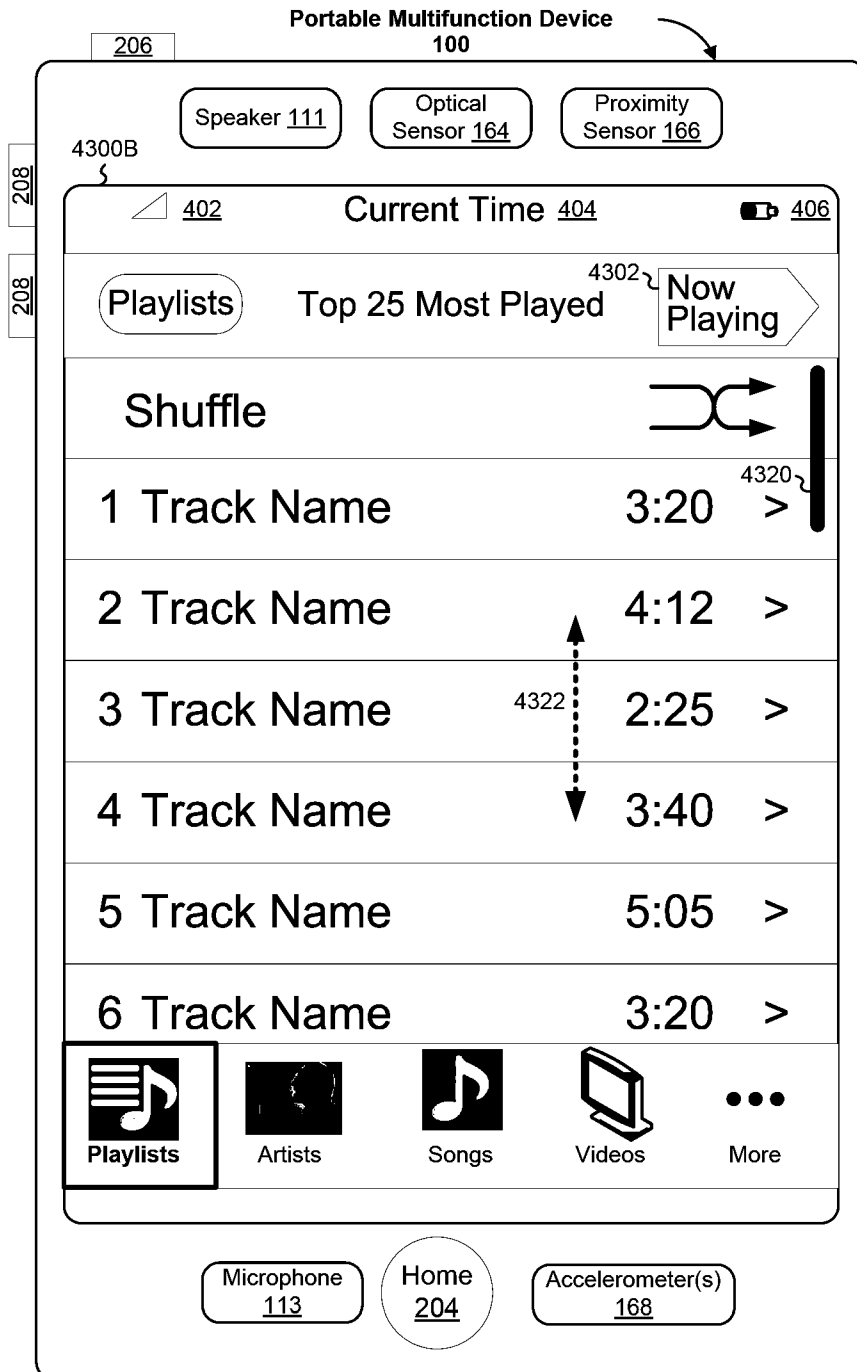 Portable Multifunction Device
100
206
Speaker 111
Optical
Sensor 164
Proximity
Sensor 166
208
208
4300B
402
Current Time 404
406
Playlists
Top 25 Most Played
4302
Now
Playing
Shuffle
4320
1 Track Name 3:20 >
2 Track Name 4:12 >
4322
3 Track Name 2:25 >
4 Track Name 3:40 >
5 Track Name 5:05 >
6 Track Name 3:20 >
Playlists
Artists
Songs
Videos
More
Microphone
113
Home
204
Accelerometer(s)
168